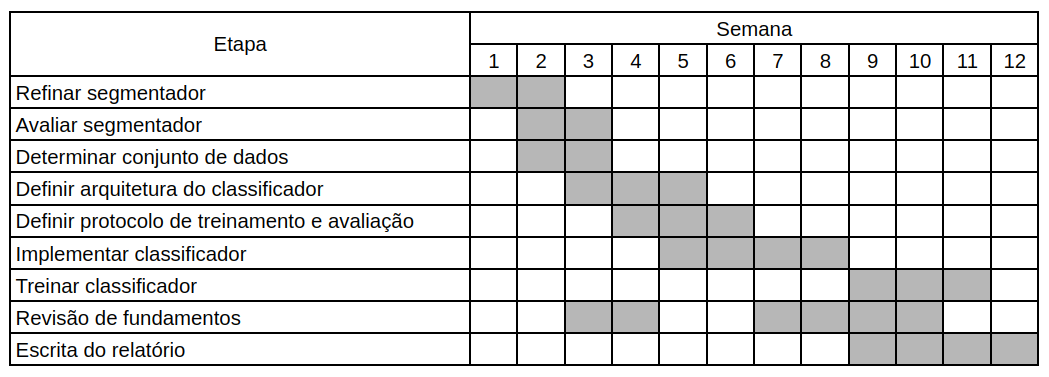 Etapa
Semana
1 2 3 4 5 6 7 8 9 10 11 12
Refinar segmentador
Avaliar segmentador
Determinar conjunto de dados
Definir arquitetura do classificador
Definir protocolo de treinamento e avaliação
Implementar classificador
Treinar classificador
Revisão de fundamentos
Escrita do relatório